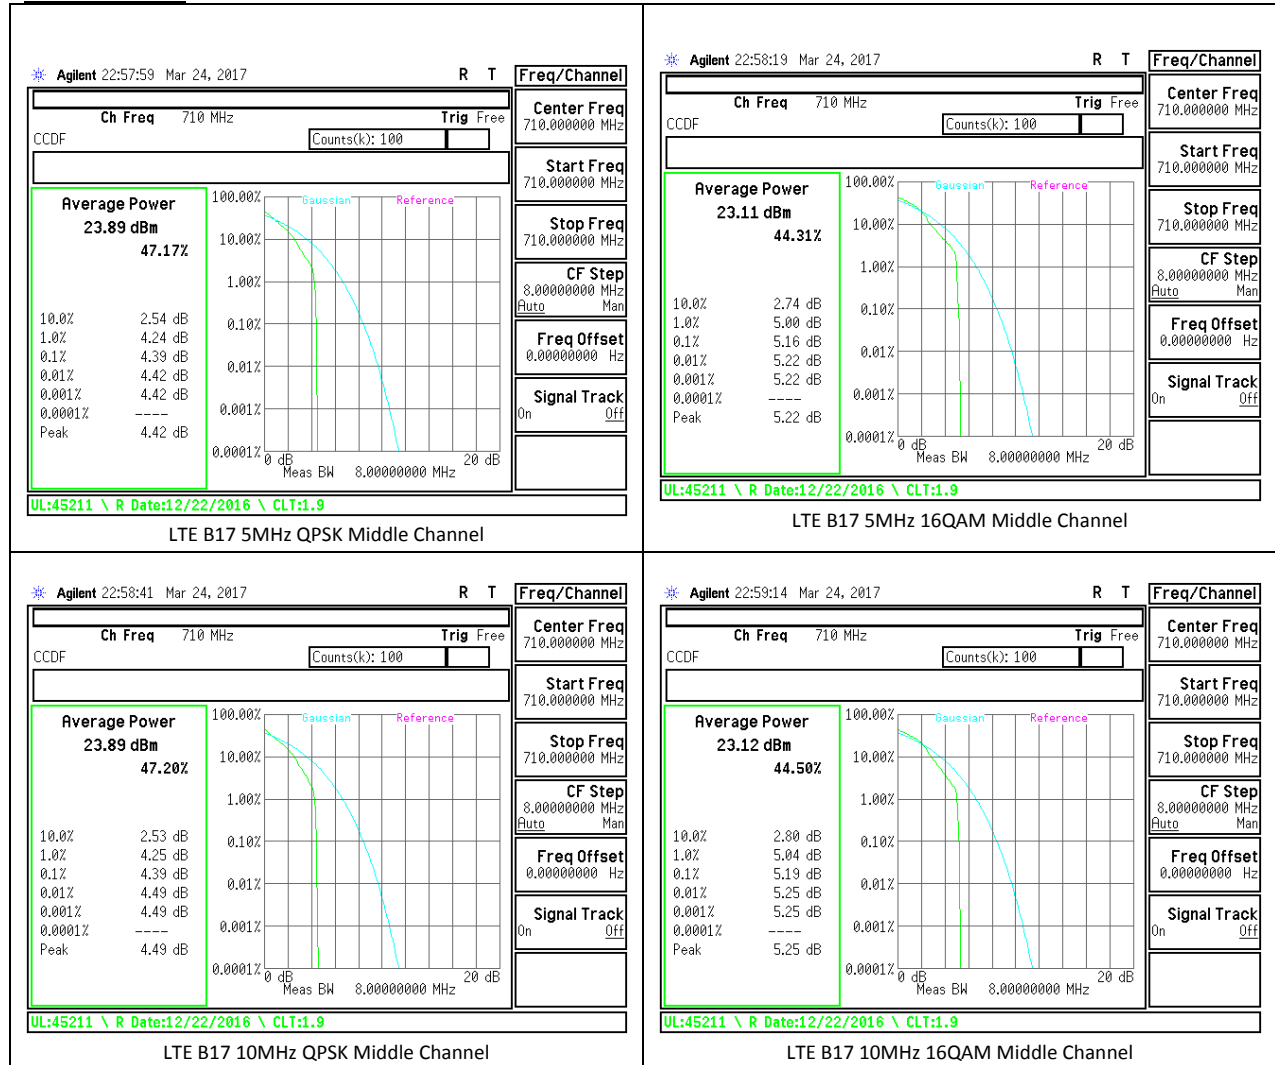 Agilent 22:57:59 Mar 24, 2017 R T Freq/Channel
Ch Freq 710 MHz Trig Free
CCDF Counts(k): 100
Center Freq
710.000000 MHz
Start Freq
710.000000 MHz
Stop Freq
710.000000 MHz
CF Step
8.00000000 MHz
Auto Man
Freq Offset
0.00000000 Hz
Signal Track
On Off
Average Power
23.89 dBm
47.17%
10.0% 2.54 dB
1.0% 4.24 dB
0.1% 4.39 dB
0.01% 4.42 dB
0.001% 4.42 dB
0.0001% ----
Peak 4.42 dB
Gaussian Reference
100.00%
10.00%
1.00%
0.10%
0.01%
0.001%
0.0001%
0 dB 20 dB
Meas BW 8.000000000 MHz
UL:45211 \ R Date:12/22/2016 \ CLT:1.9
LTE B17 5MHz QPSK Middle Channel
Agilent 22:58:19 Mar 24, 2017 R T Freq/Channel
Ch Freq 710 MHz Trig Free
CCDF Counts(k): 100
Center Freq
710.000000 MHz
Start Freq
710.000000 MHz
Stop Freq
710.000000 MHz
CF Step
8.00000000 MHz
Auto Man
Freq Offset
0.00000000 Hz
Signal Track
On Off
Average Power
23.11 dBm
44.31%
10.0% 2.74 dB
1.0% 5.00 dB
0.1% 5.16 dB
0.01% 5.22 dB
0.001% 5.22 dB
0.0001% ----
Peak 5.22 dB
Gaussian Reference
100.00%
10.00%
1.00%
0.10%
0.01%
0.001%
0.0001%
0 dB 20 dB
Meas BW 8.000000000 MHz
UL:45211 \ R Date:12/22/2016 \ CLT:1.9
LTE B17 5MHz 16QAM Middle Channel
Agilent 22:58:41 Mar 24, 2017 R T Freq/Channel
Ch Freq 710 MHz Trig Free
CCDF Counts(k): 100
Center Freq
710.000000 MHz
Start Freq
710.000000 MHz
Stop Freq
710.000000 MHz
CF Step
8.00000000 MHz
Auto Man
Freq Offset
0.00000000 Hz
Signal Track
On Off
Average Power
23.89 dBm
47.20%
10.0% 2.53 dB
1.0% 4.25 dB
0.1% 4.39 dB
0.01% 4.49 dB
0.001% 4.49 dB
0.0001% ----
Peak 4.49 dB
Gaussian Reference
100.00%
10.00%
1.00%
0.10%
0.01%
0.001%
0.0001%
0 dB 20 dB
Meas BW 8.000000000 MHz
UL:45211 \ R Date:12/22/2016 \ CLT:1.9
LTE B17 10MHz QPSK Middle Channel
Agilent 22:59:14 Mar 24, 2017 R T Freq/Channel
Ch Freq 710 MHz Trig Free
CCDF Counts(k): 100
Center Freq
710.000000 MHz
Start Freq
710.000000 MHz
Stop Freq
710.000000 MHz
CF Step
8.00000000 MHz
Auto Man
Freq Offset
0.00000000 Hz
Signal Track
On Off
Average Power
23.12 dBm
44.50%
10.0% 2.80 dB
1.0% 5.04 dB
0.1% 5.19 dB
0.01% 5.25 dB
0.001% 5.25 dB
0.0001% ----
Peak 5.25 dB
Gaussian Reference
100.00%
10.00%
1.00%
0.10%
0.01%
0.001%
0.0001%
0 dB 20 dB
Meas BW 8.000000000 MHz
UL:45211 \ R Date:12/22/2016 \ CLT:1.9
LTE B17 10MHz 16QAM Middle Channel